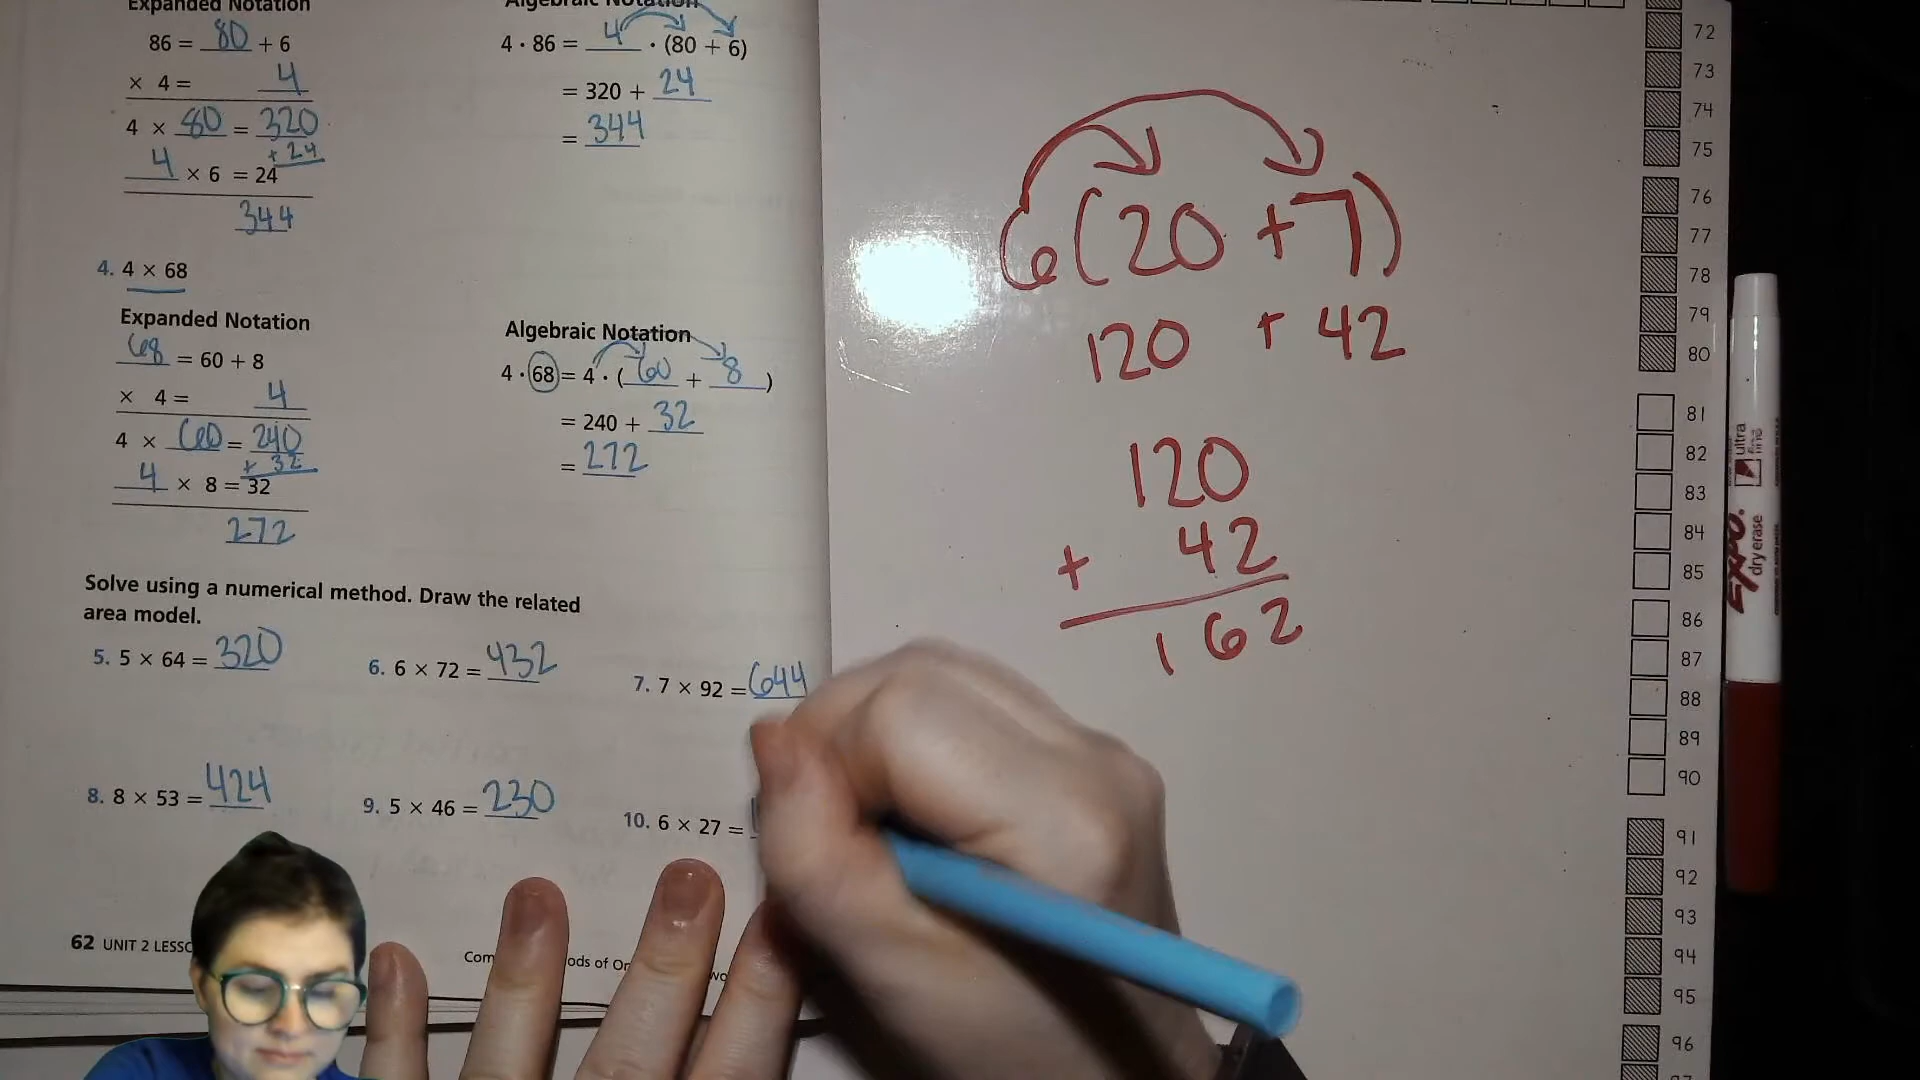 Expanded Notation
86 = 80 + 6
× 4 = 4
4 × 80 = 320
+ 24
4 × 6 = 24
344
Algebraic Notation
4 · 86 = 4 · (80 + 6)
= 320 + 24
= 344
4. 4 × 68
Expanded Notation
68 = 60 + 8
× 4 = 4
4 × 60 = 240
+ 32
4 × 8 = 32
272
Algebraic Notation
4 · 68 = 4 · (60 + 8)
= 240 + 32
= 272
Solve using a numerical method. Draw the related
area model.
5. 5 × 64 = 320
6. 6 × 72 = 432
7. 7 × 92 = 644
8. 8 × 53 = 424
9. 5 × 46 = 230
10. 6 × 27 =
62 UNIT 2
6(20 + 7)
120 + 42
120
+ 42
162
72
73
74
75
76
77
78
79
80
81
82
83
84
85
86
87
88
89
90
91
92
93
94
95
96
EXPO.
dry erase
ultra
fine